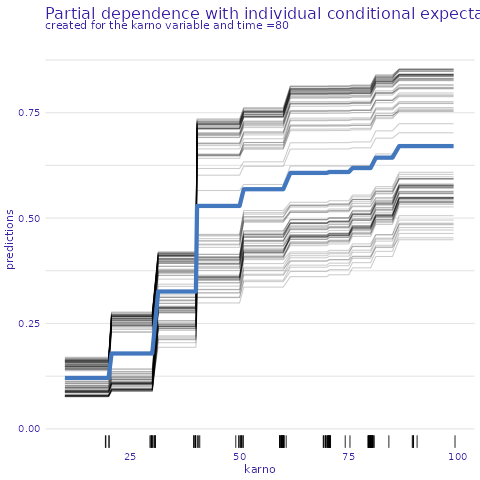 Partial dependence with individual conditional expecta
created for the karno variable and time =80
predictions
0.75
0.50
0.25
0.00
25 50 75 100
karno